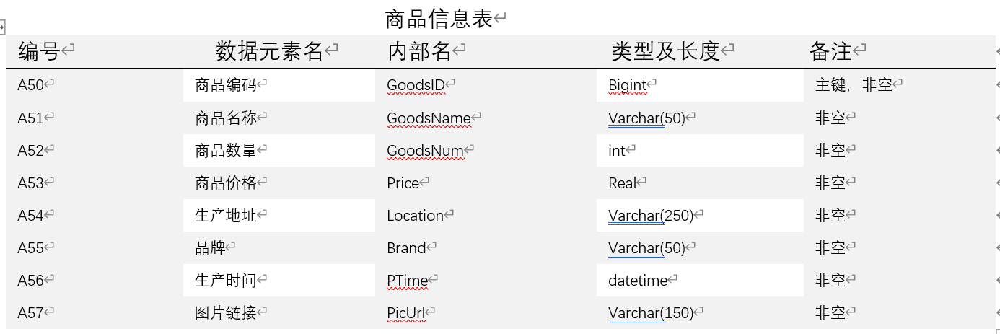 商品信息表
编号 数据元素名 内部名 类型及长度 备注
A50 商品编码 GoodsID Bigint 主键，非空
A51 商品名称 GoodsName Varchar(50) 非空
A52 商品数量 GoodsNum int 非空
A53 商品价格 Price Real 非空
A54 生产地址 Location Varchar(250) 非空
A55 品牌 Brand Varchar(50) 非空
A56 生产时间 PTime datetime 非空
A57 图片链接 PicUrl Varchar(150) 非空